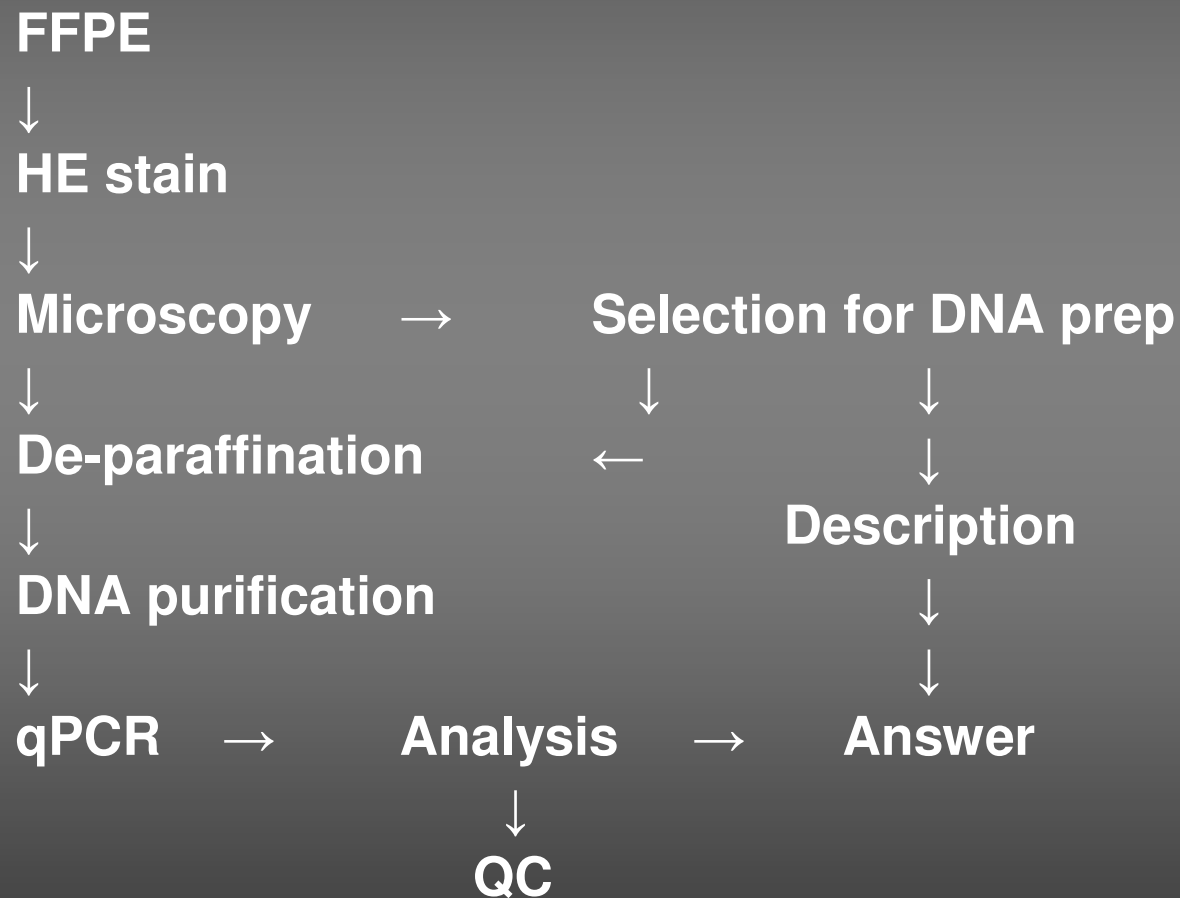 FFPE
↓
HE stain
↓
Microscopy → Selection for DNA prep
↓ ↓ ↓
De-paraffination ← ↓
↓ Description
DNA purification ↓
↓ ↓
qPCR → Analysis → Answer
↓
QC